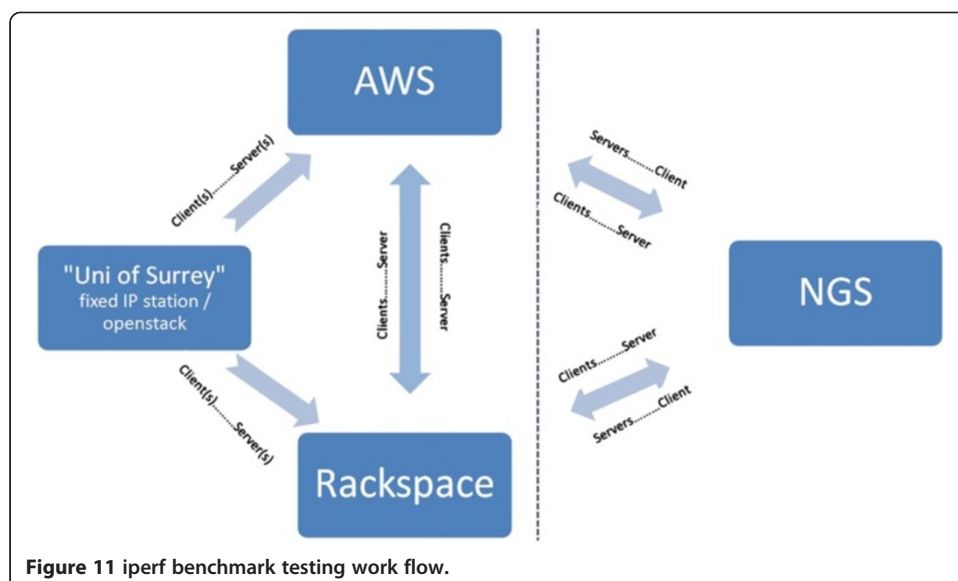 AWS
Servers.........Client
Clients.........Server
Client(s).........Server(s)
"Uni of Surrey"
fixed IP station /
openstack
Clients.........Server
Clients.........Server
NGS
Client(s)
.........Server(s)
Clients.........Server
Servers.........Client
Rackspace
Figure 11 iperf benchmark testing work flow.